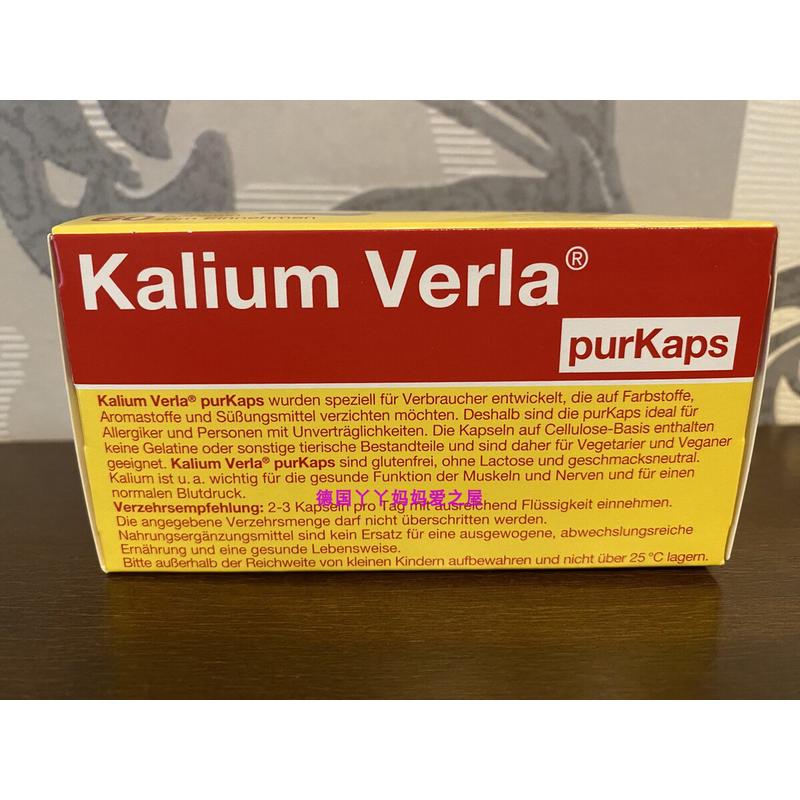 60
einnehmen
Kalium Verla®
purKaps
Kalium Verla® purKaps wurden speziell für Verbraucher entwickelt, die auf Farbstoffe,
Aromastoffe und Süßungsmittel verzichten möchten. Deshalb sind die purKaps ideal für
Allergiker und Personen mit Unverträglichkeiten. Die Kapseln auf Cellulose-Basis enthalten
keine Gelatine oder sonstige tierische Bestandteile und sind daher für Vegetarier und Veganer
geeignet. Kalium Verla® purKaps sind glutenfrei, ohne Lactose und geschmacksneutral.
Kalium ist u. a. wichtig für die gesunde Funktion der Muskeln und Nerven und für einen
normalen Blutdruck.
德国丫丫妈妈爱之屋
Verzehrsempfehlung: 2-3 Kapseln pro Tag mit ausreichend Flüssigkeit einnehmen.
Die angegebene Verzehrsmenge darf nicht überschritten werden.
Nahrungsergänzungsmittel sind kein Ersatz für eine ausgewogene, abwechslungsreiche
Ernährung und eine gesunde Lebensweise.
Bitte außerhalb der Reichweite von kleinen Kindern aufbewahren und nicht über 25 °C lagern.